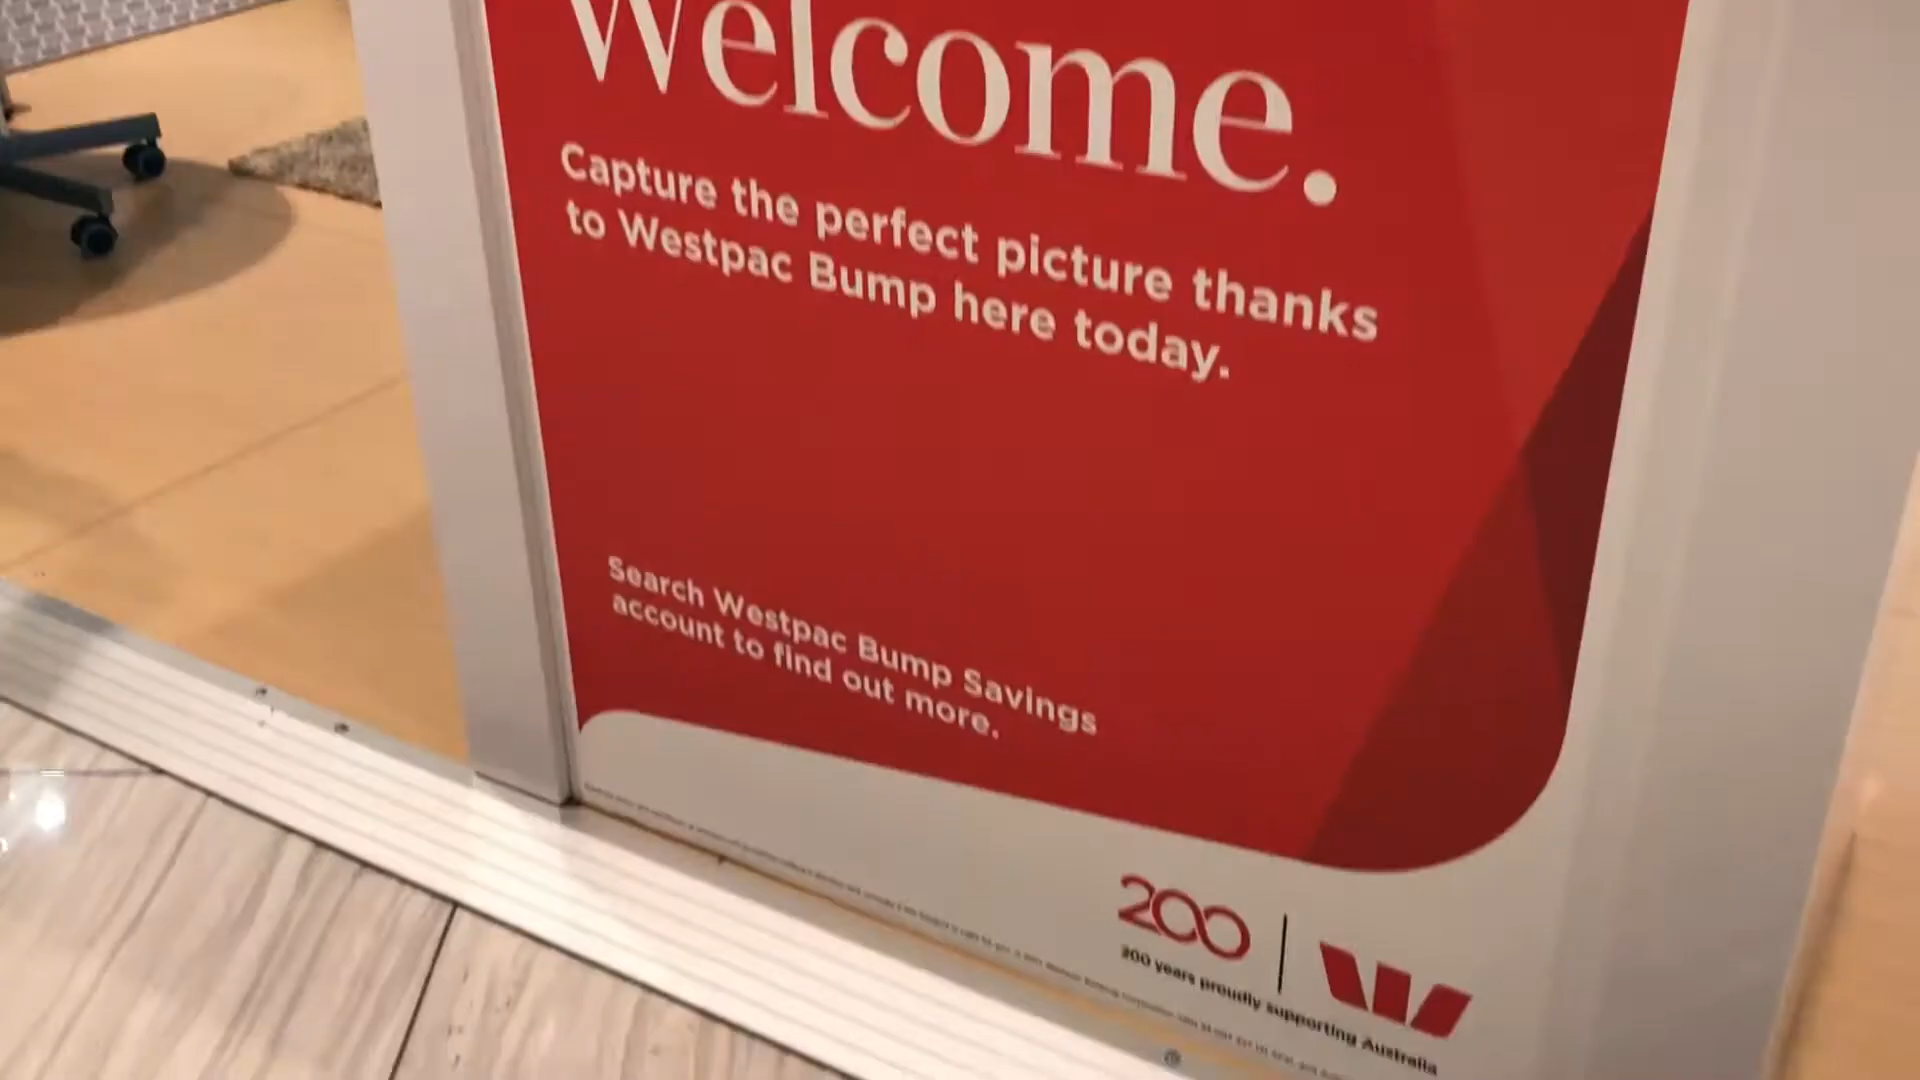 Welcome.
Capture the perfect picture thanks
to Westpac Bump here today.
Search Westpac Bump Savings
account to find out more.
200
200 years proudly supporting Australia